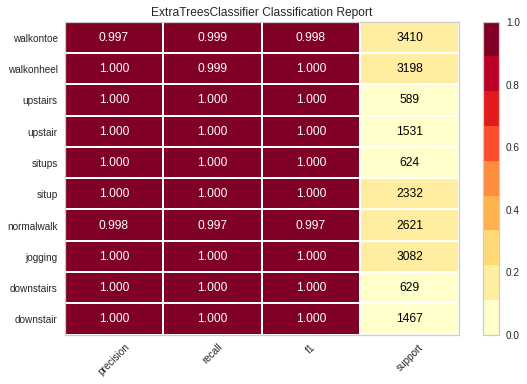 ExtraTreesClassifier Classification Report
walkontoe 0.997 0.999 0.998 3410
walkonheel 1.000 0.999 1.000 3198
upstairs 1.000 1.000 1.000 589
upstair 1.000 1.000 1.000 1531
situps 1.000 1.000 1.000 624
situp 1.000 1.000 1.000 2332
normalwalk 0.998 0.997 0.997 2621
jogging 1.000 1.000 1.000 3082
downstairs 1.000 1.000 1.000 629
downstair 1.000 1.000 1.000 1467
precision recall f1 support
1.0
0.8
0.6
0.4
0.2
0.0